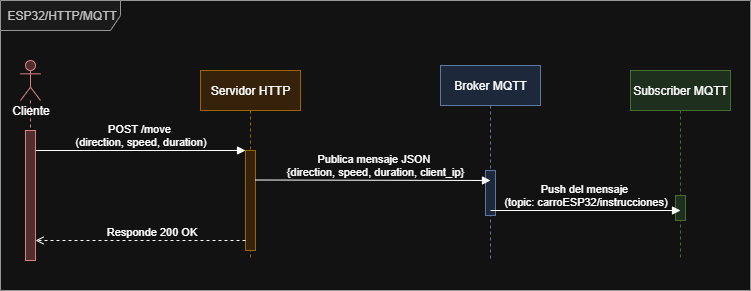 ESP32/HTTP/MQTT
Cliente
Servidor HTTP
Broker MQTT
Subscriber MQTT
POST /move
(direction, speed, duration)
Publica mensaje JSON
{direction, speed, duration, client_ip}
Push del mensaje
(topic: carroESP32/instrucciones)
Responde 200 OK